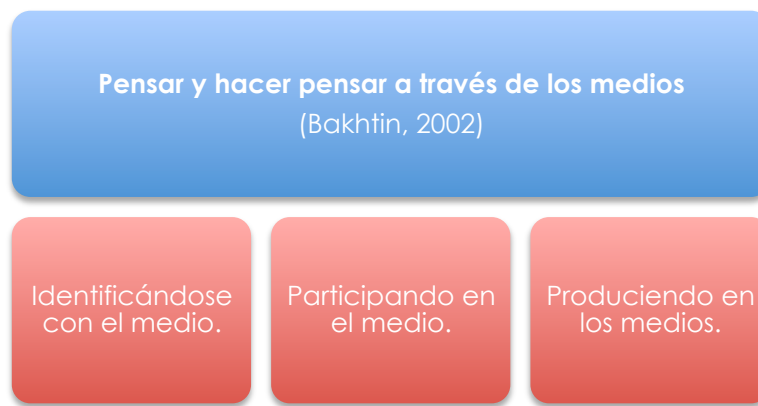 Pensar y hacer pensar a través de los medios
(Bakhtin, 2002)
Identificándose
con el medio.
Participando en
el medio.
Produciendo en
los medios.